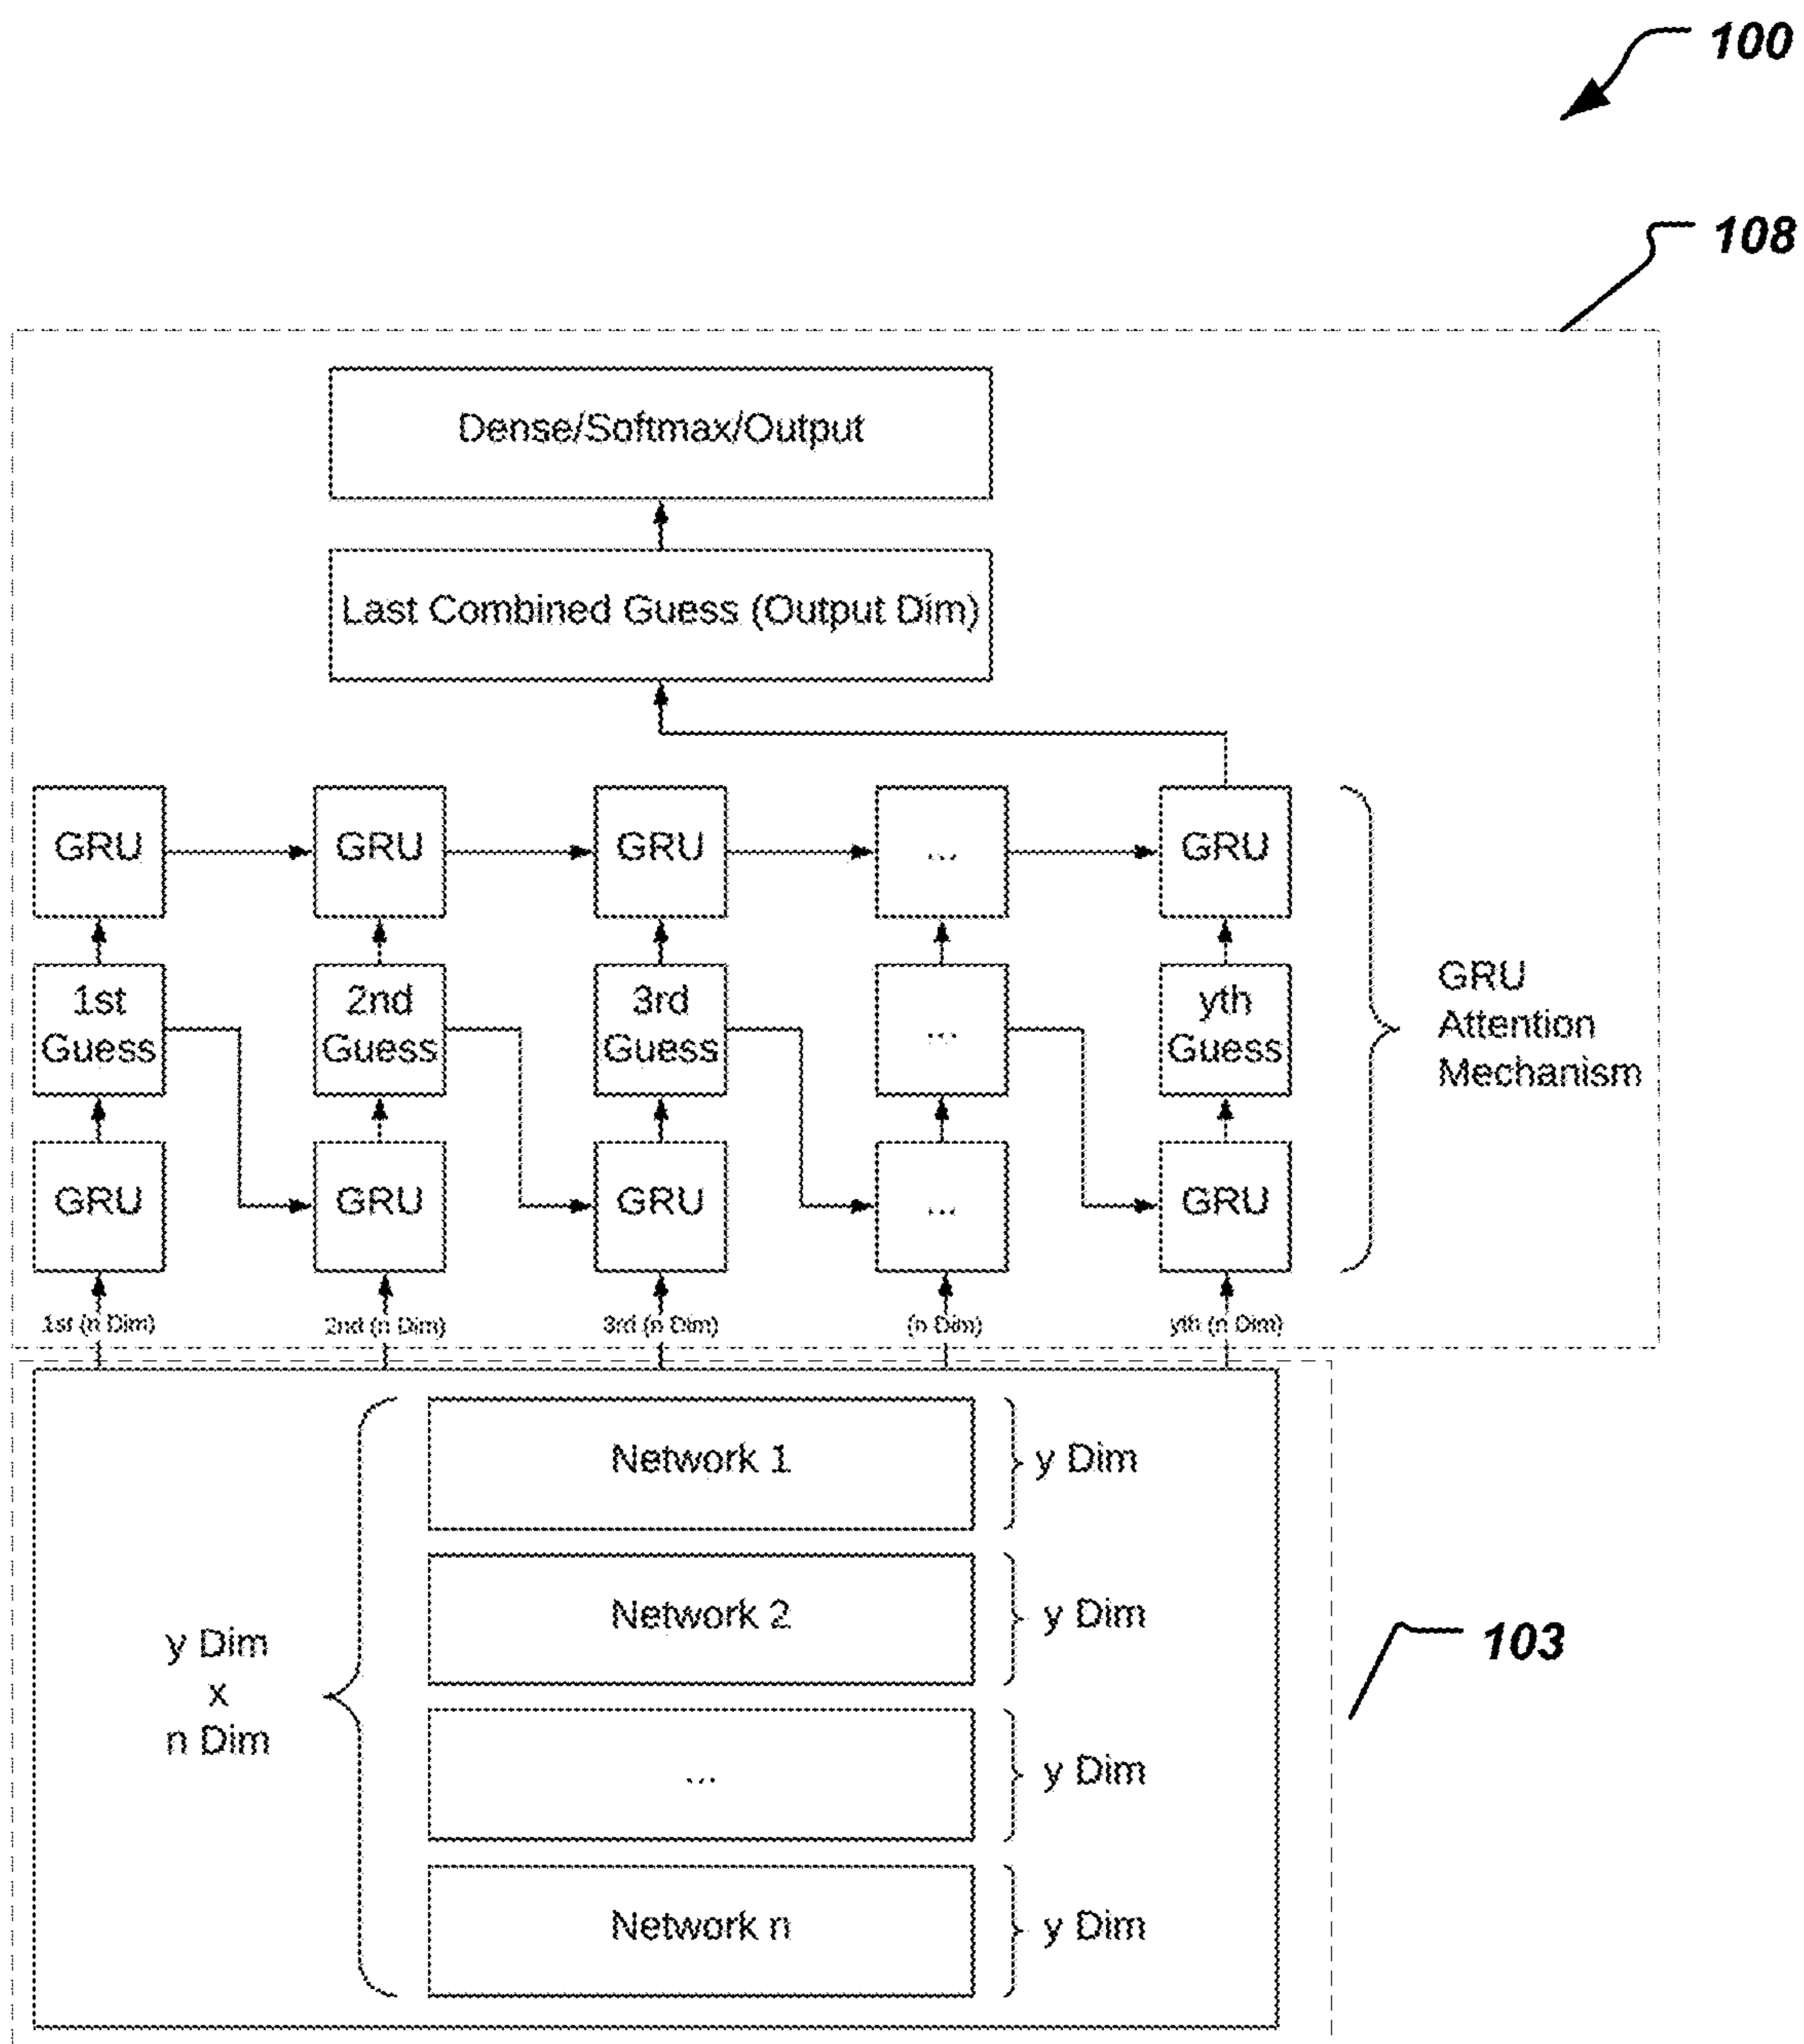 100
108
Dense/Softmax/Output
Last Combined Guess (Output Dim)
GRU GRU GRU ... GRU
1st
Guess
2nd
Guess
3rd
Guess
...
yth
Guess
GRU
Attention
Mechanism
GRU GRU GRU ... GRU
1st (n Dim) 2nd (n Dim) 3rd (n Dim) (n Dim) yth (n Dim)
Network 1 y Dim
Network 2 y Dim
y Dim
x
n Dim
103
... y Dim
Network n y Dim